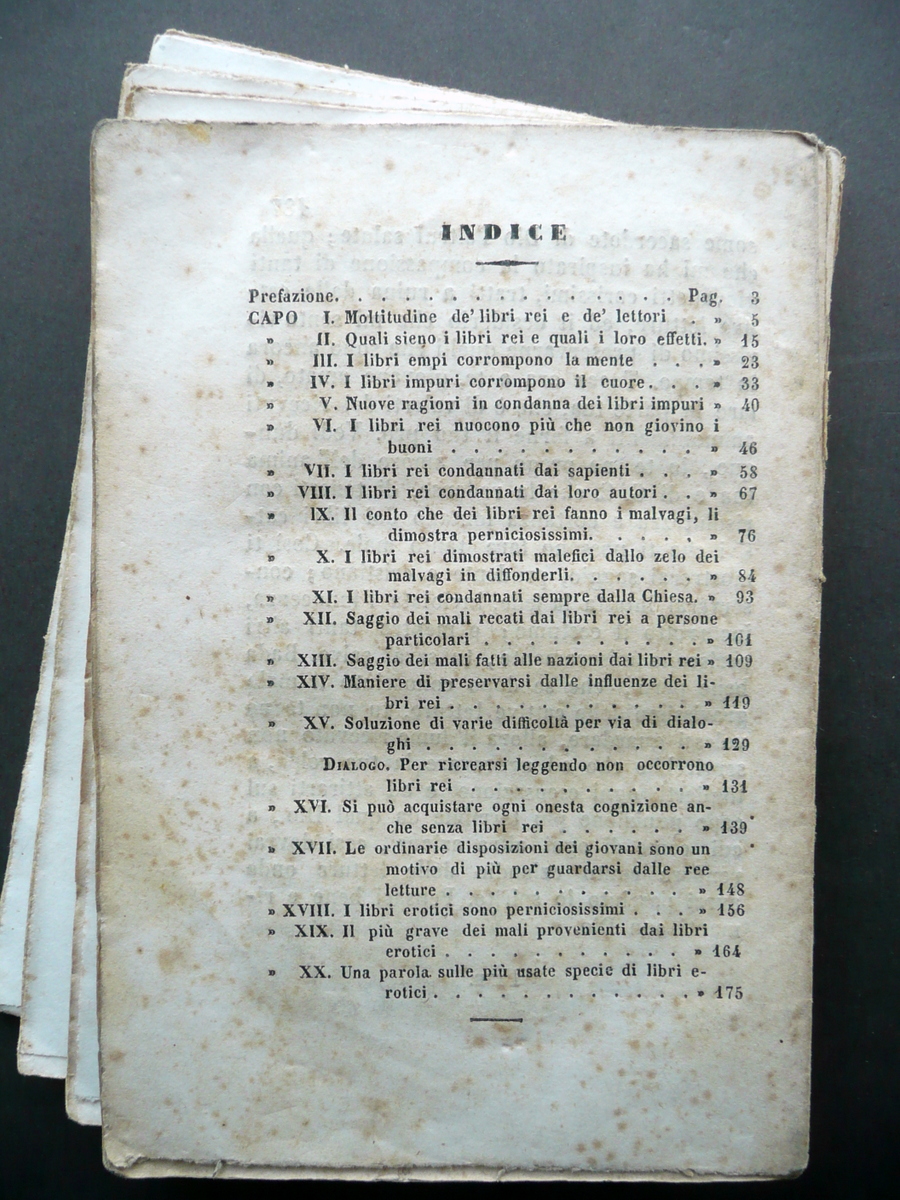 INDICE
Prefazione. . . . . . . . . . . . . . . . . Pag. 3
CAPO I. Moltitudine de' libri rei e de' lettori . » 5
» II. Quali sieno i libri rei e quali i loro effetti. » 15
» III. I libri empi corrompono la mente . . . » 23
» IV. I libri impuri corrompono il cuore . . . » 33
» V. Nuove ragioni in condanna dei libri impuri » 40
» VI. I libri rei nuocono più che non giovino i
buoni . . . . . . . . . . . » 46
» VII. I libri rei condannati dai sapienti . . . » 58
» VIII. I libri rei condannati dai loro autori . . » 67
» IX. Il conto che dei libri rei fanno i malvagi, li
dimostra perniciosissimi. . . . . » 76
» X. I libri rei dimostrati malefici dallo zelo dei
malvagi in diffonderli. . . . . . » 84
» XI. I libri rei condannati sempre dalla Chiesa. » 93
» XII. Saggio dei mali recati dai libri rei a persone
particolari . . . . . . . . . . » 101
» XIII. Saggio dei mali fatti alle nazioni dai libri rei » 109
» XIV. Maniere di preservarsi dalle influenze dei li-
bri rei . . . . . . . . . . . » 119
» XV. Soluzione di varie difficoltà per via di dialo-
ghi . . . . . . . . . . . . » 129
DIALOGO. Per ricrearsi leggendo non occorrono
libri rei . . . . . . . . . . » 131
» XVI. Si può acquistare ogni onesta cognizione an-
che senza libri rei . . . . . . » 139
» XVII. Le ordinarie disposizioni dei giovani sono un
motivo di più per guardarsi dalle ree
letture . . . . . . . . . . . » 148
» XVIII. I libri erotici sono perniciosissimi . . . » 156
» XIX. Il più grave dei mali provenienti dai libri
erotici . . . . . . . . . . . » 164
» XX. Una parola sulle più usate specie di libri e-
rotici . . . . . . . . . . . . » 175